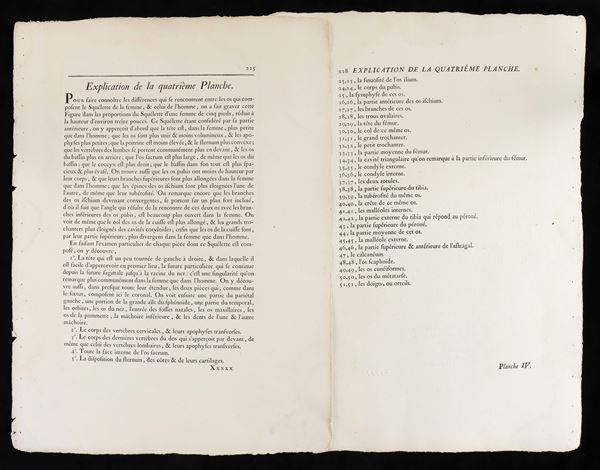 225
Explication de la quatrième Planche.
Pour faire connoître les différences qui se rencontrent entre les os qui com-
posent le Squélette de la femme, & celui de l'homme, on a fait graver cette
Figure dans les proportions du Squélette d'une femme de cinq pieds, réduit à
la hauteur d'environ treize pouces. Ce Squélette étant considéré par sa partie
antérieure, on y apperçoit d'abord que la tête est, dans la femme, plus petite
que dans l'homme; que les os sont plus unis & moins volumineux, & les apo-
physes plus petites; que la poitrine est moins élevée, & le sternum plus convéxe;
que les vertèbres des lombes se portent communément plus en devant, & les os
du bassin plus en arrière; que l'os sacrum est plus large, de même que les os du
bassin; que le coccyx est plus droit; que le bassin dans son tout est plus spa-
cieux & plus évasé. On trouve aussi que les os pubis ont moins de hauteur par
leur corps, & que leurs branches supérieures sont plus allongées dans la femme
que dans l'homme; que les épines des os ischium sont plus éloignées l'une de
l'autre, de même que leur tubérosité. On remarque encore que les branches
des os ischium devenant convergentes, se portent sur un plan fort incliné,
d'où il suit que l'angle qui résulte de la rencontre de ces deux os avec les bran-
ches inférieures des os pubis, est beaucoup plus ouvert dans la femme. On
voit de même que le col des os de la cuisse est plus allongé, & les grands tro-
chanters plus éloignés des cavités cotyloïdes; enfin que les os de la cuisse sont,
par leur partie supérieure, plus divergens dans la femme que dans l'homme.
En faisant l'examen particulier de chaque pièce dont ce Squélette est com-
posé, on y découvre,
1°. La tête qui est un peu tournée de gauche à droite, & dans laquelle il
est facile d'appercevoir en premier lieu, la suture particulière qui se continue
depuis la suture sagittale jusqu'à la racine du nez: c'est une singularité qu'on
remarque plus communément dans la femme que dans l'homme. On y décou-
vre aussi, dans presque toute leur étendue, les deux pièces qui, comme dans
le fœtus, composent ici le coronal. On voit ensuite une partie du pariétal
gauche, une portion de la grande aîle du sphénoïde, une partie du temporal,
les orbites, les os du nez, l'entrée des fosses nazales, les os maxillaires, les
os de la pommette, la mâchoire inférieure, & les dents de l'une & l'autre
mâchoire.
2°. Le corps des vertèbres cervicales, & leurs apophyses transverses.
3°. Le corps des dernières vertèbres du dos qui s'apperçoit par devant, de
même que celui des vertèbres lombaires, & leurs apophyses transverses.
4°. Toute la face interne de l'os sacrum.
5°. La disposition du sternum, des côtes & de leurs cartilages.
Xxxxx
228 EXPLICATION DE LA QUATRIÉME PLANCHE.
23,23, la sinuosité de l'os ilium.
24,24, le corps du pubis.
25, la symphyse de cet os.
26,26, la partie antérieure des os ischium.
27,27, les branches de ces os.
28,28, les trous ovalaires.
29,29, la tête du fémur.
30,30, le col de ce même os.
31,31, le grand trochanter.
32,32, le petit trochanter.
33,33, la partie moyenne du fémur.
34,34, la cavité triangulaire qu'on remarque à la partie inférieure du fémur.
35,35, le condyle externe.
36,36, le condyle interne.
37,37, les deux rotules.
38,38, la partie supérieure du tibia.
39,39, la tubérosité du même os.
40,40, la crête de ce même os.
41,41, les malléoles internes.
42,42, la partie externe du tibia qui répond au péroné.
43, la partie supérieure du péroné.
44, la partie moyenne de cet os.
45,45, la malléole externe.
46,46, la partie supérieure & antérieure de l'astragal.
47, le calcanéum.
48,48, l'os scaphoïde.
49,49, les os cunéiformes.
50,50, les os du métatarse.
51,51, les doigts, ou orteils.
Planche IV.